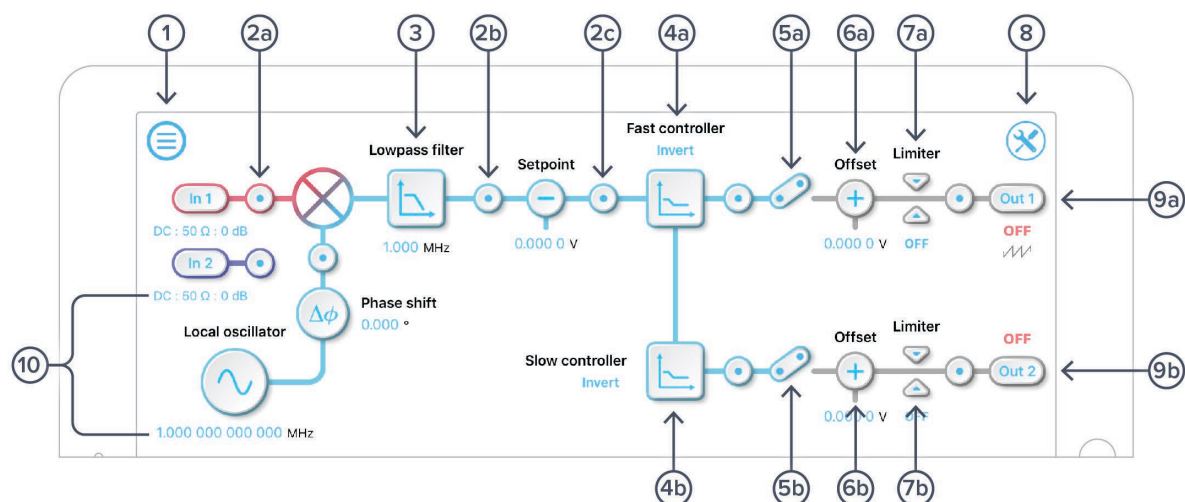 1
2a
3
2b
2c
4a
5a
6a
7a
8
Fast controller
Invert
Lowpass filter
Setpoint
Offset
Limiter
In 1
DC : 50 Ω : 0 dB
1.000 MHz
0.000 0 V
0.000 0 V
OFF
Out 1
OFF
9a
In 2
DC : 50 Ω : 0 dB
Δϕ
Phase shift
0.000 °
10
Local oscillator
1.000 000 000 000 MHz
Slow controller
Invert
Offset
Limiter
OFF
Out 2
9b
V
4b
5b
6b
7b